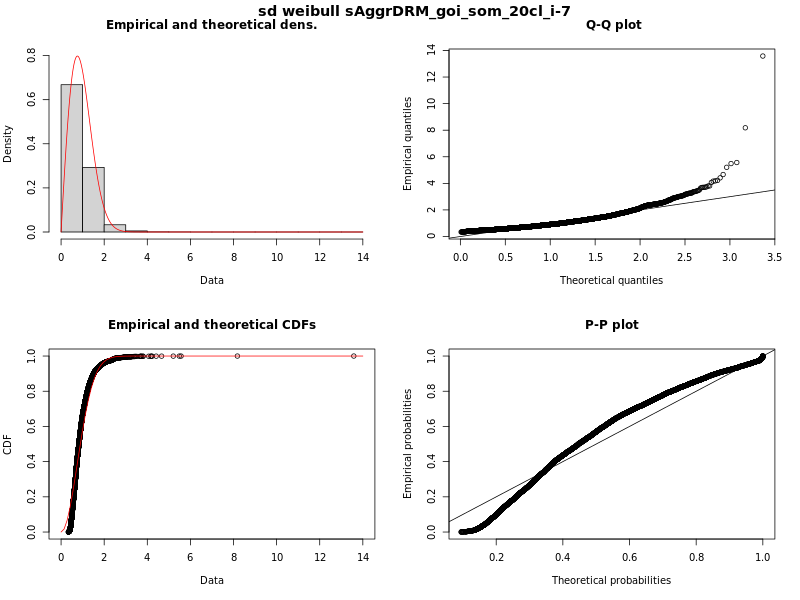 sd weibull sAggrDRM_goi_som_20cl_i-7
Empirical and theoretical dens.
Density
0.0 0.2 0.4 0.6 0.8
0 2 4 6 8 10 12 14
Data
Q-Q plot
Empirical quantiles
0 2 4 6 8 10 12 14
0.0 0.5 1.0 1.5 2.0 2.5 3.0 3.5
Theoretical quantiles
Empirical and theoretical CDFs
CDF
0.0 0.2 0.4 0.6 0.8 1.0
0 2 4 6 8 10 12 14
Data
P-P plot
Empirical probabilities
0.0 0.2 0.4 0.6 0.8 1.0
0.2 0.4 0.6 0.8 1.0
Theoretical probabilities